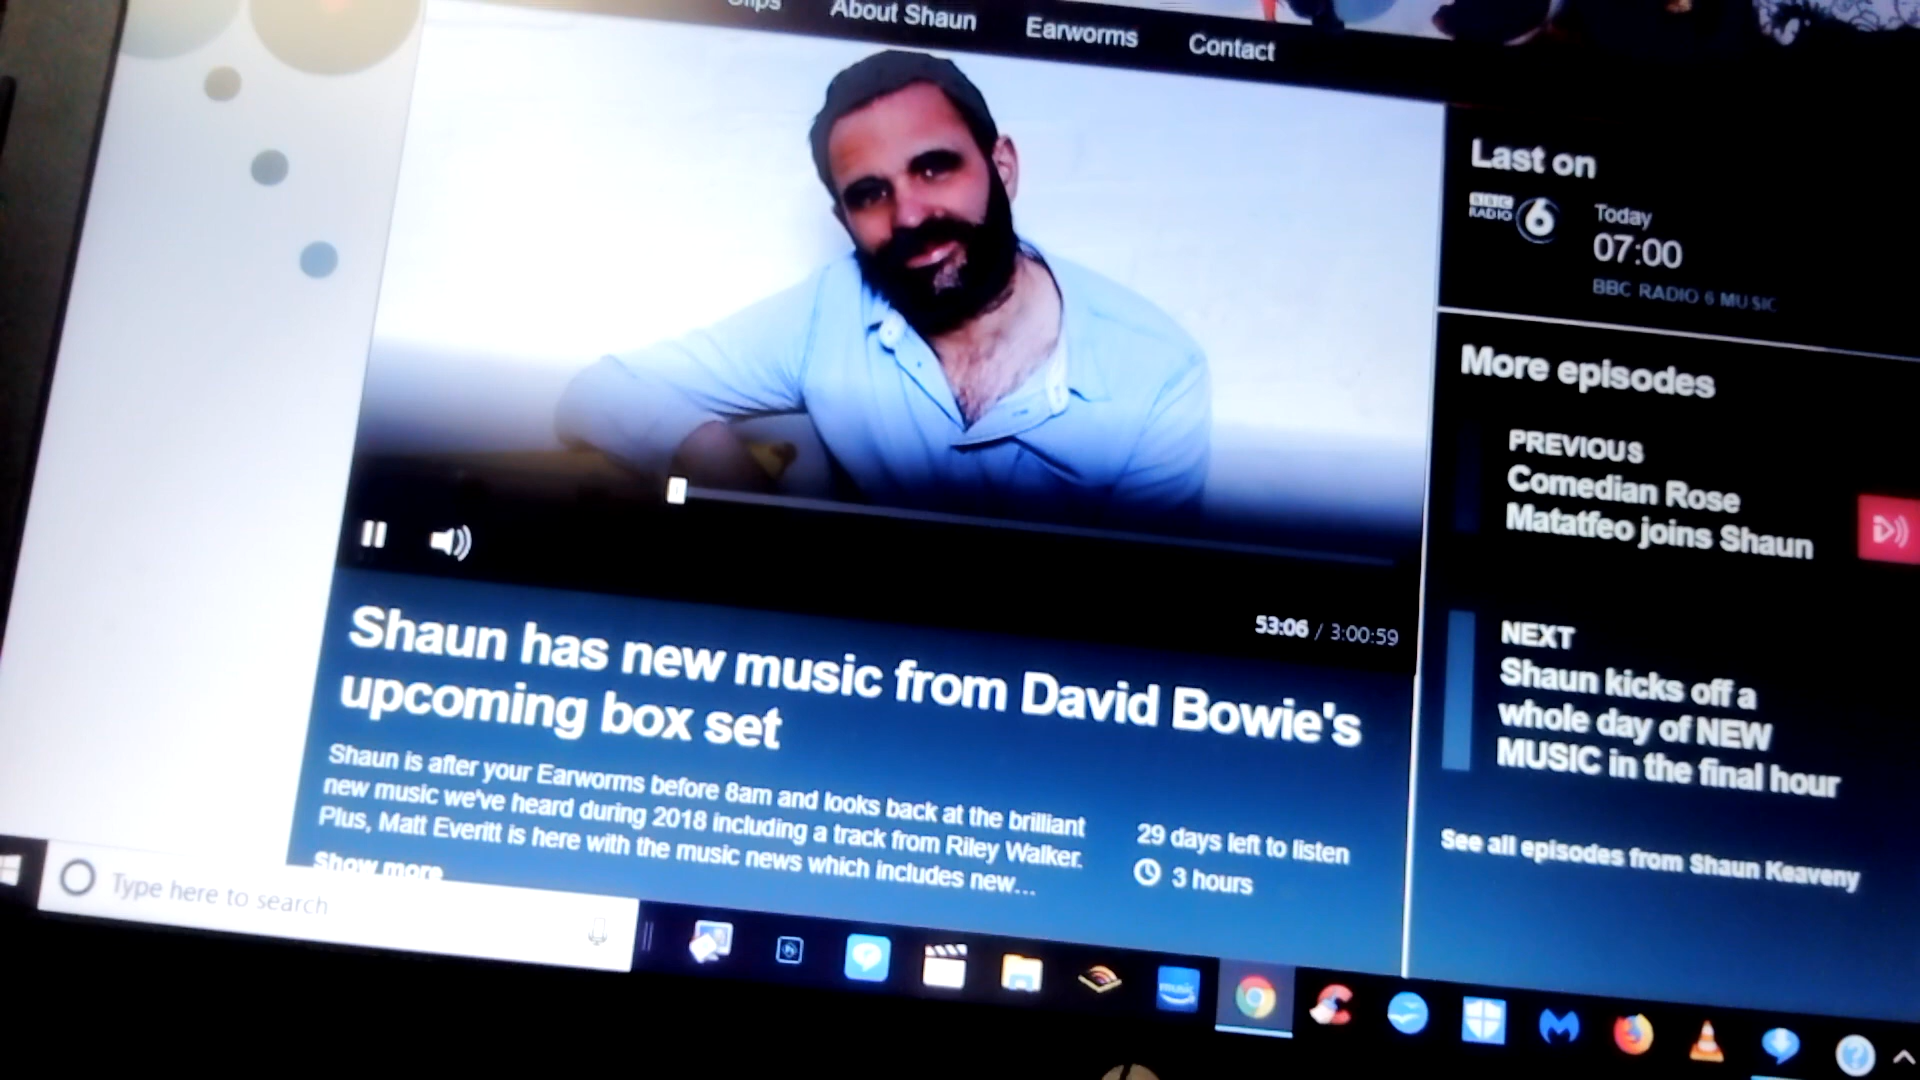 Clips
About Shaun
Earworms
Contact
Last on
BBC
RADIO 6
Today
07:00
BBC RADIO 6 MUSIC
More episodes
PREVIOUS
Comedian Rose
Matatfeo joins Shaun
NEXT
Shaun kicks off a
whole day of NEW
MUSIC in the final hour
See all episodes from Shaun Keaveny
53:06 / 3:00:59
Shaun has new music from David Bowie's
upcoming box set
Shaun is after your Earworms before 8am and looks back at the brilliant
new music we've heard during 2018 including a track from Riley Walker.
Plus, Matt Everitt is here with the music news which includes new...
Show more
29 days left to listen
3 hours
Type here to search
music